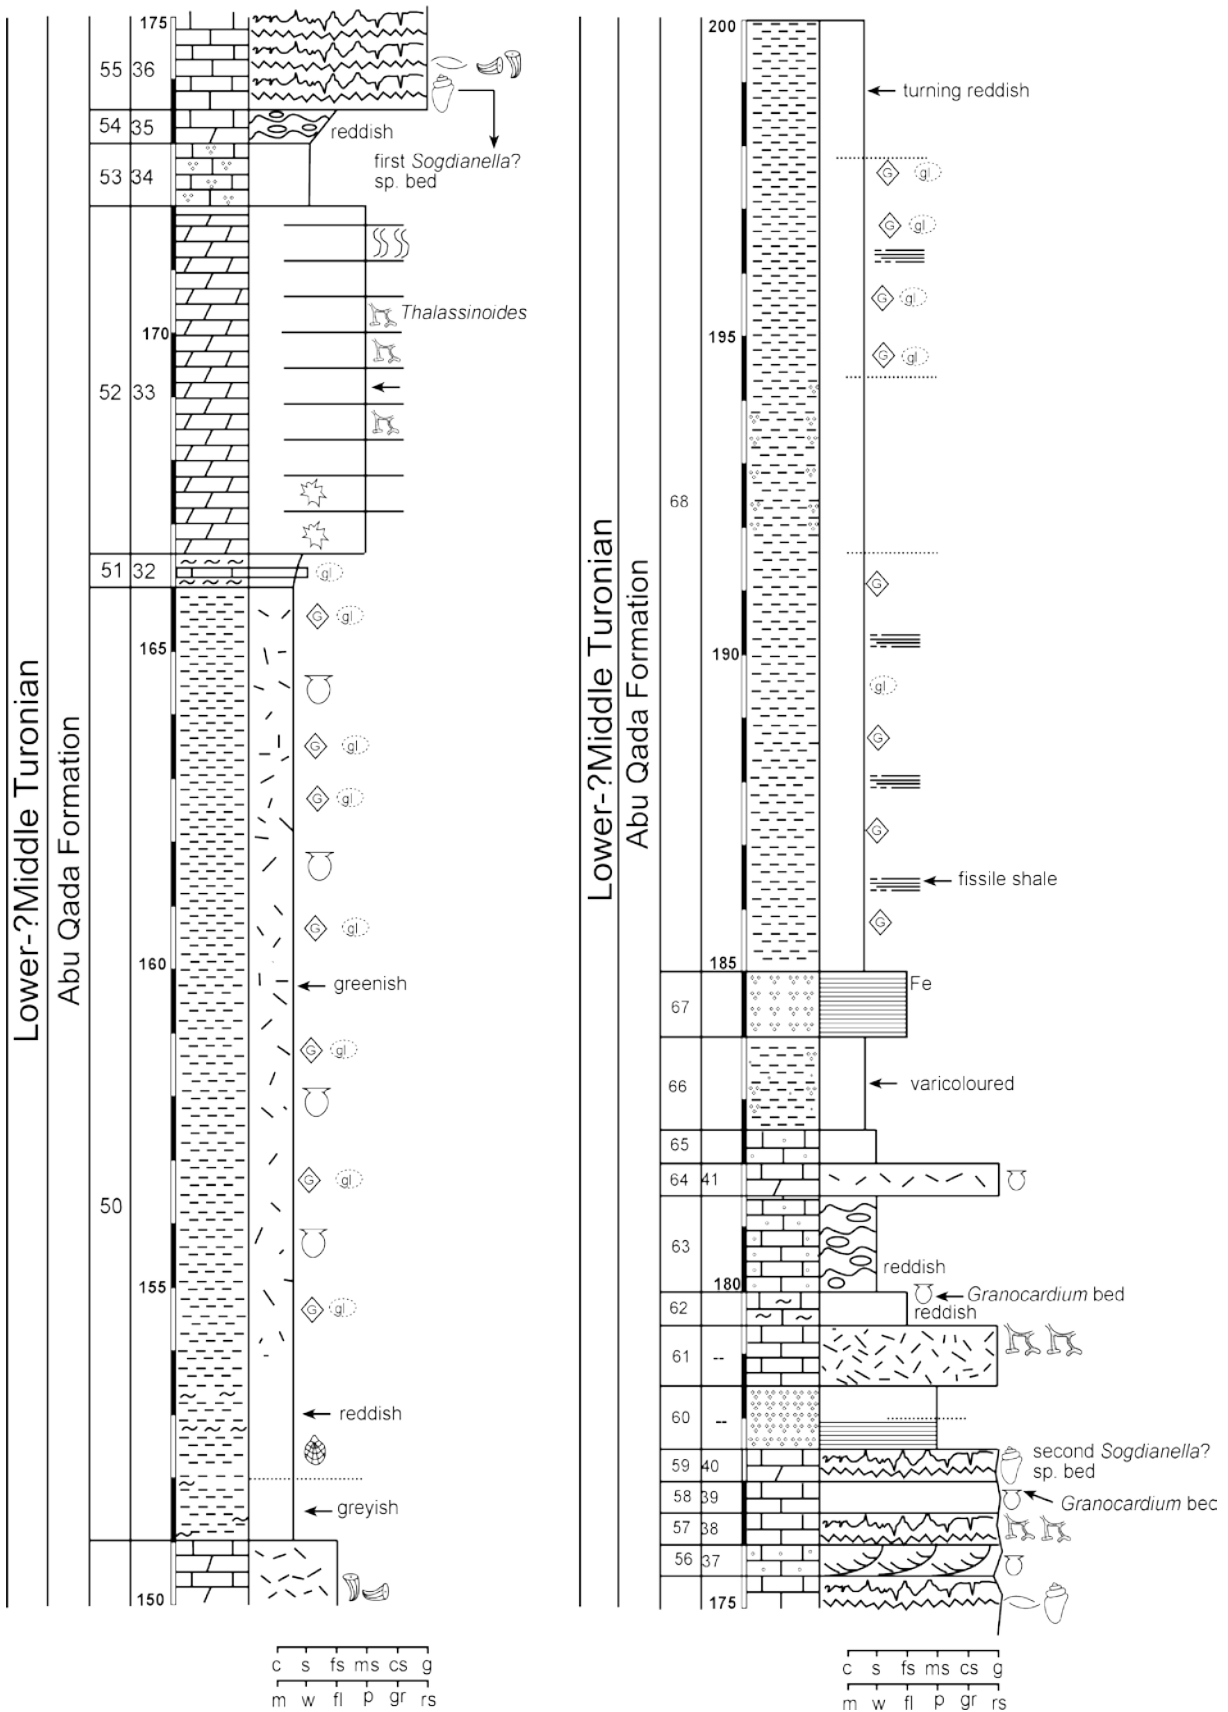 Lower-?Middle Turonian
Abu Qada Formation
175
55 36
54 35
reddish
first Sogdianella?
sp. bed
53 34
Thalassinoides
170
52 33
51 32
gl
G gl
165
G gl
G gl
G gl
160
greenish
G gl
G gl
50
155
G gl
reddish
greyish
150
c s fs ms cs g
m w fl p gr rs
Lower-?Middle Turonian
Abu Qada Formation
200
turning reddish
G gl
G gl
G gl
195
G gl
68
G
190
gl
G
G
fissile shale
G
185
Fe
67
66
varicoloured
65
64 41
63
reddish
180
Granocardium bed
62
reddish
61 --
60 --
second Sogdianella?
sp. bed
59 40
58 39
Granocardium bec
57 38
56 37
175
c s fs ms cs g
m w fl p gr rs